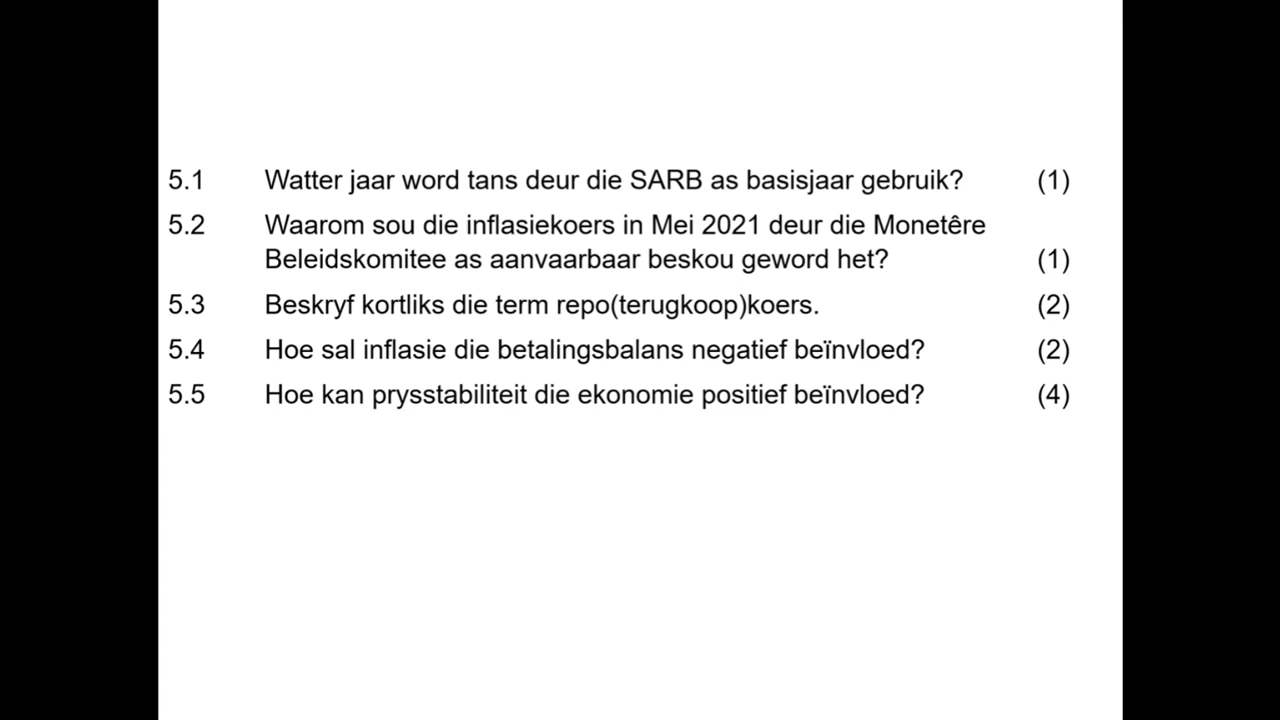 5.1 Watter jaar word tans deur die SARB as basisjaar gebruik? (1)
5.2 Waarom sou die inflasiekoers in Mei 2021 deur die Monetêre
Beleidskomitee as aanvaarbaar beskou geword het? (1)
5.3 Beskryf kortliks die term repo(terugkoop)koers. (2)
5.4 Hoe sal inflasie die betalingsbalans negatief beïnvloed? (2)
5.5 Hoe kan prysstabiliteit die ekonomie positief beïnvloed? (4)